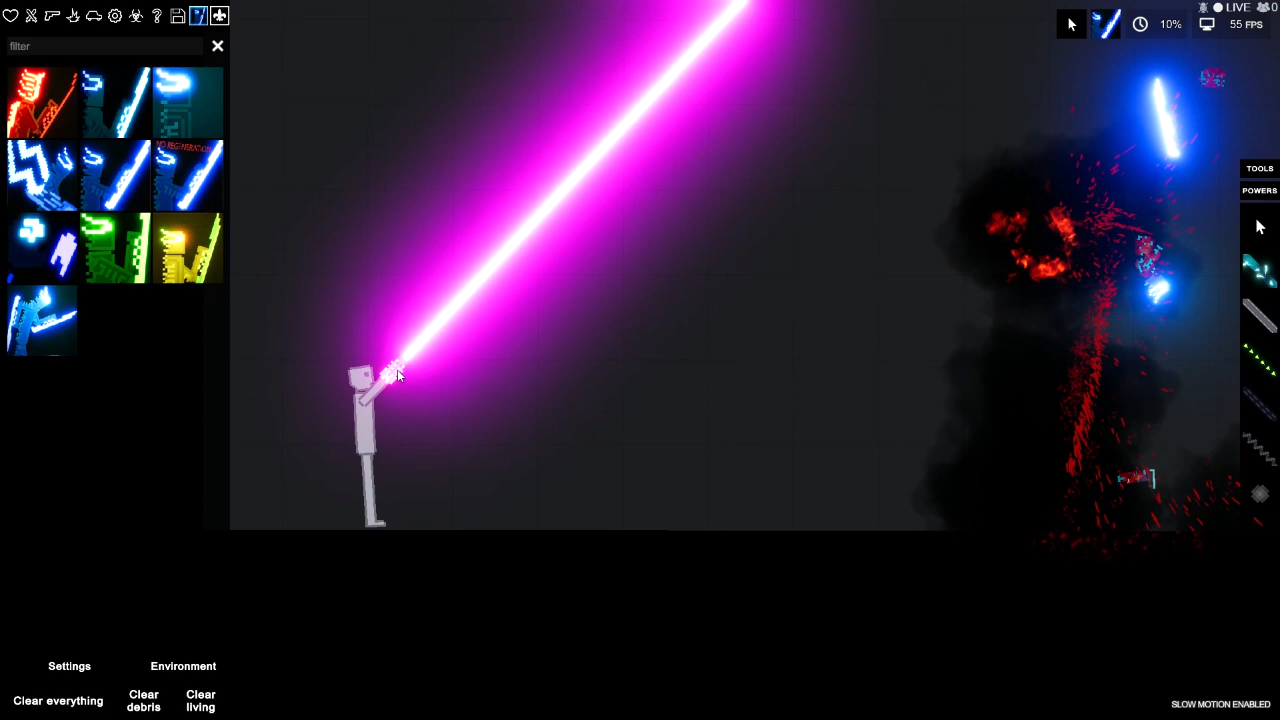 LIVE 0
10%
55 FPS
filter
NO REGENERATION
TOOLS
POWERS
Settings
Environment
Clear everything
Clear debris
Clear living
SLOW MOTION ENABLED